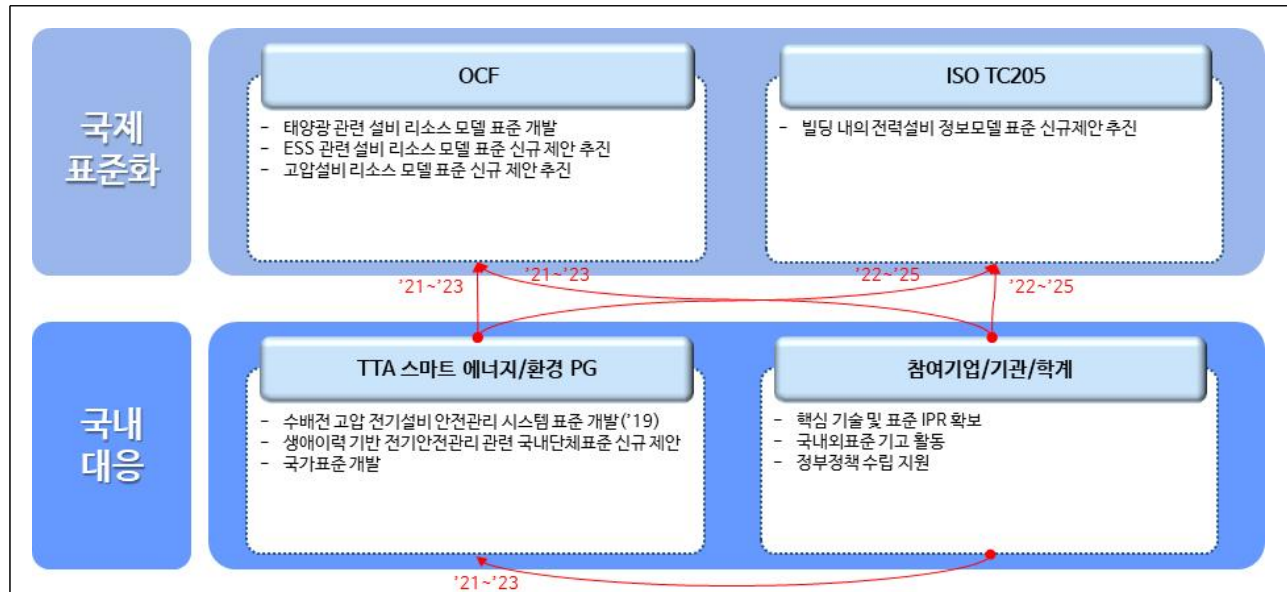 국제
표준화
OCF
- 태양광 관련 설비 리소스 모델 표준 개발
- ESS 관련 설비 리소스 모델 표준 신규 제안 추진
- 고압설비 리소스 모델 표준 신규 제안 추진
ISO TC205
- 빌딩 내의 전력설비 정보모델 표준 신규제안 추진
’21~’23
’21~’23
’22~’25
’22~’25
국내
대응
TTA 스마트 에너지/환경 PG
- 수배전 고압 전기설비 안전관리 시스템 표준 개발(’19)
- 생애이력 기반 전기안전관리 관련 국내단체표준 신규 제안
- 국가표준 개발
참여기업/기관/학계
- 핵심 기술 및 표준 IPR 확보
- 국내외표준 기고 활동
- 정부정책 수립 지원
’21~’23